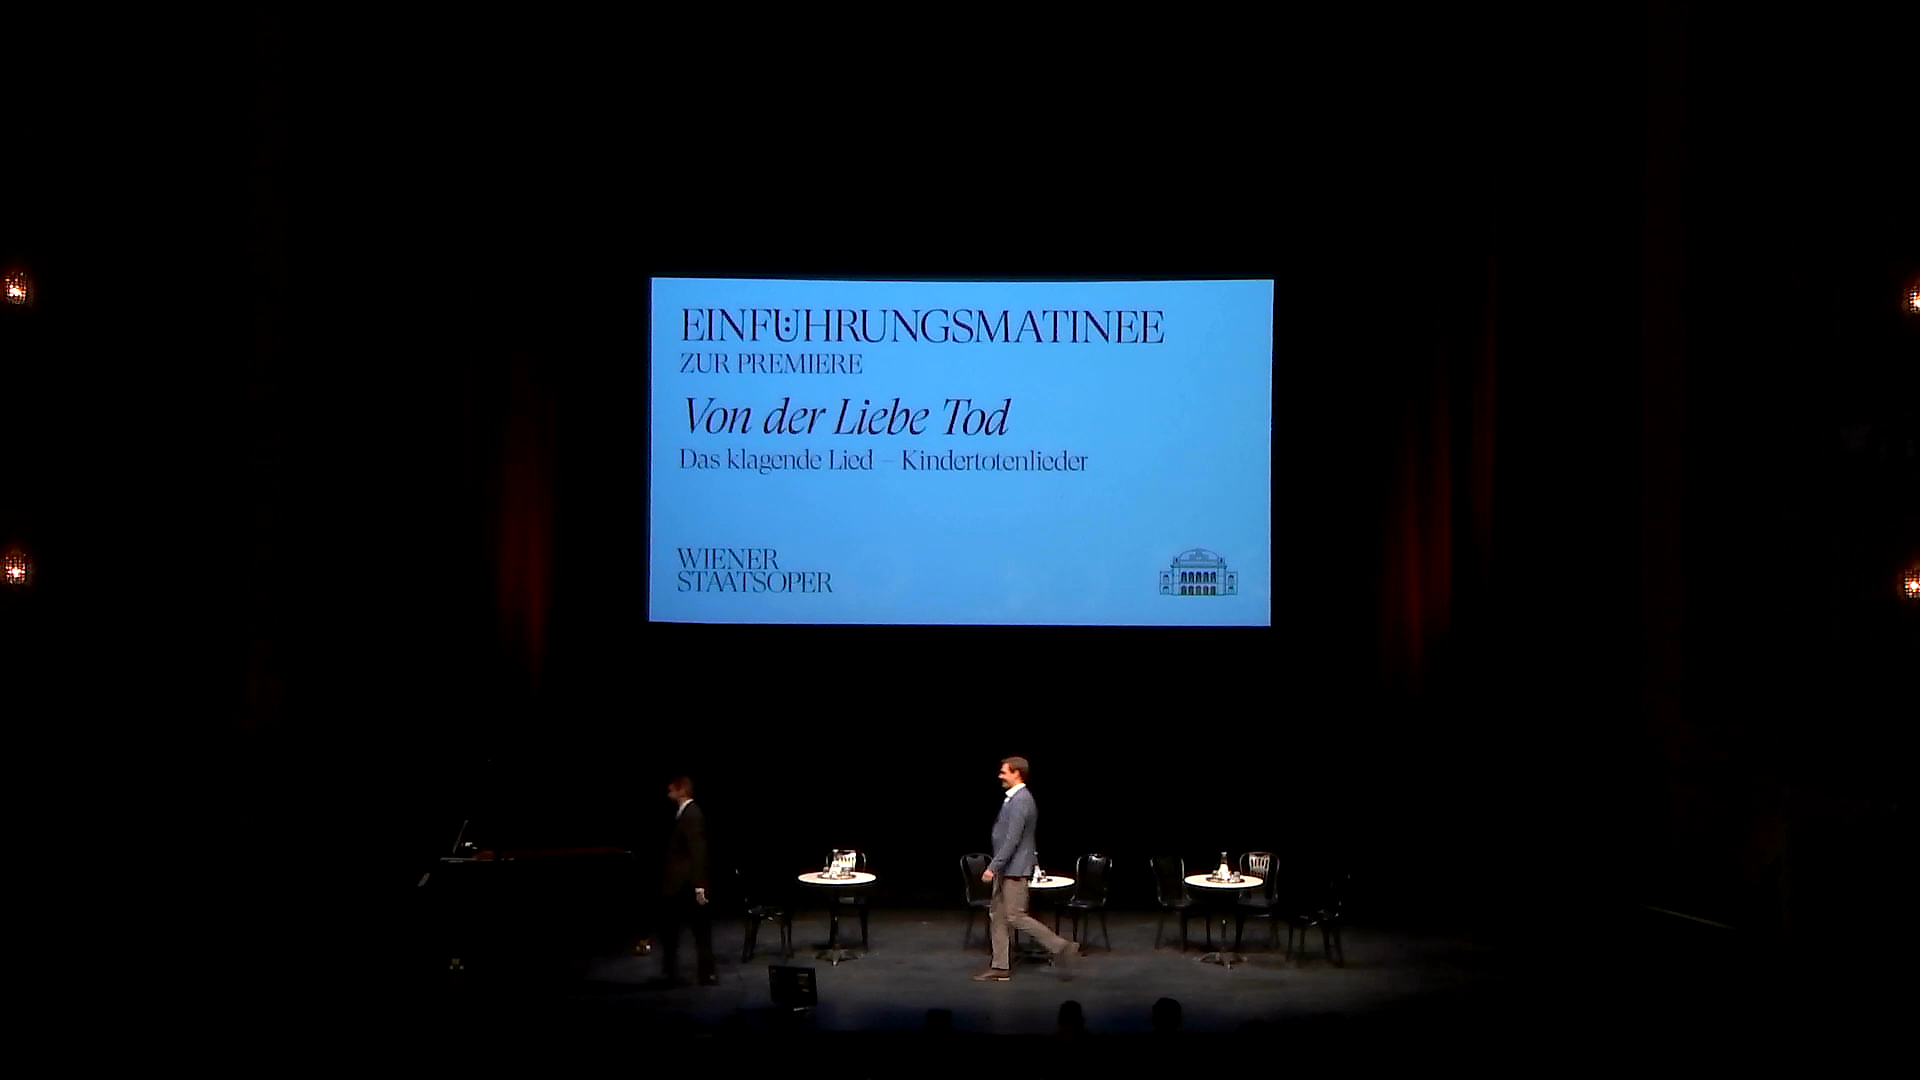 EINFÜHRUNGSMATINEE
ZUR PREMIERE
Von der Liebe Tod
Das klagende Lied – Kindertotenlieder
WIENER
STAATSOPER